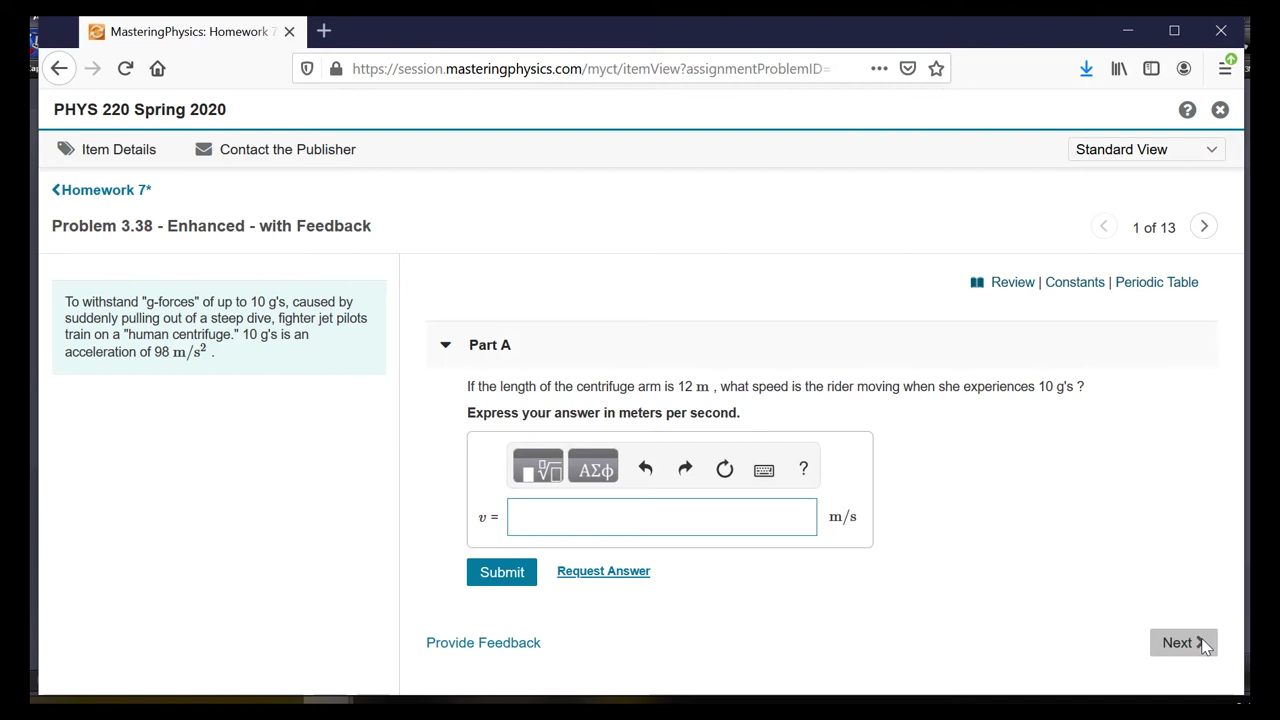 MasteringPhysics: Homework 7
https://session.masteringphysics.com/myct/itemView?assignmentProblemID=
PHYS 220 Spring 2020
Item Details
Contact the Publisher
Standard View
Homework 7*
Problem 3.38 - Enhanced - with Feedback
1 of 13
To withstand "g-forces" of up to 10 g's, caused by
suddenly pulling out of a steep dive, fighter jet pilots
train on a "human centrifuge." 10 g's is an
acceleration of 98 m/s² .
Review | Constants | Periodic Table
Part A
If the length of the centrifuge arm is 12 m , what speed is the rider moving when she experiences 10 g's ?
Express your answer in meters per second.
ΑΣϕ
?
v =
m/s
Submit
Request Answer
Provide Feedback
Next